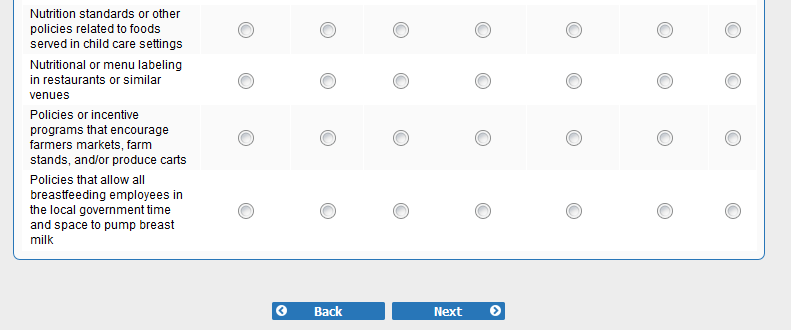 Nutrition standards or other
policies related to foods
served in child care settings
Nutritional or menu labeling
in restaurants or similar
venues
Policies or incentive
programs that encourage
farmers markets, farm
stands, and/or produce carts
Policies that allow all
breastfeeding employees in
the local government time
and space to pump breast
milk
Back
Next